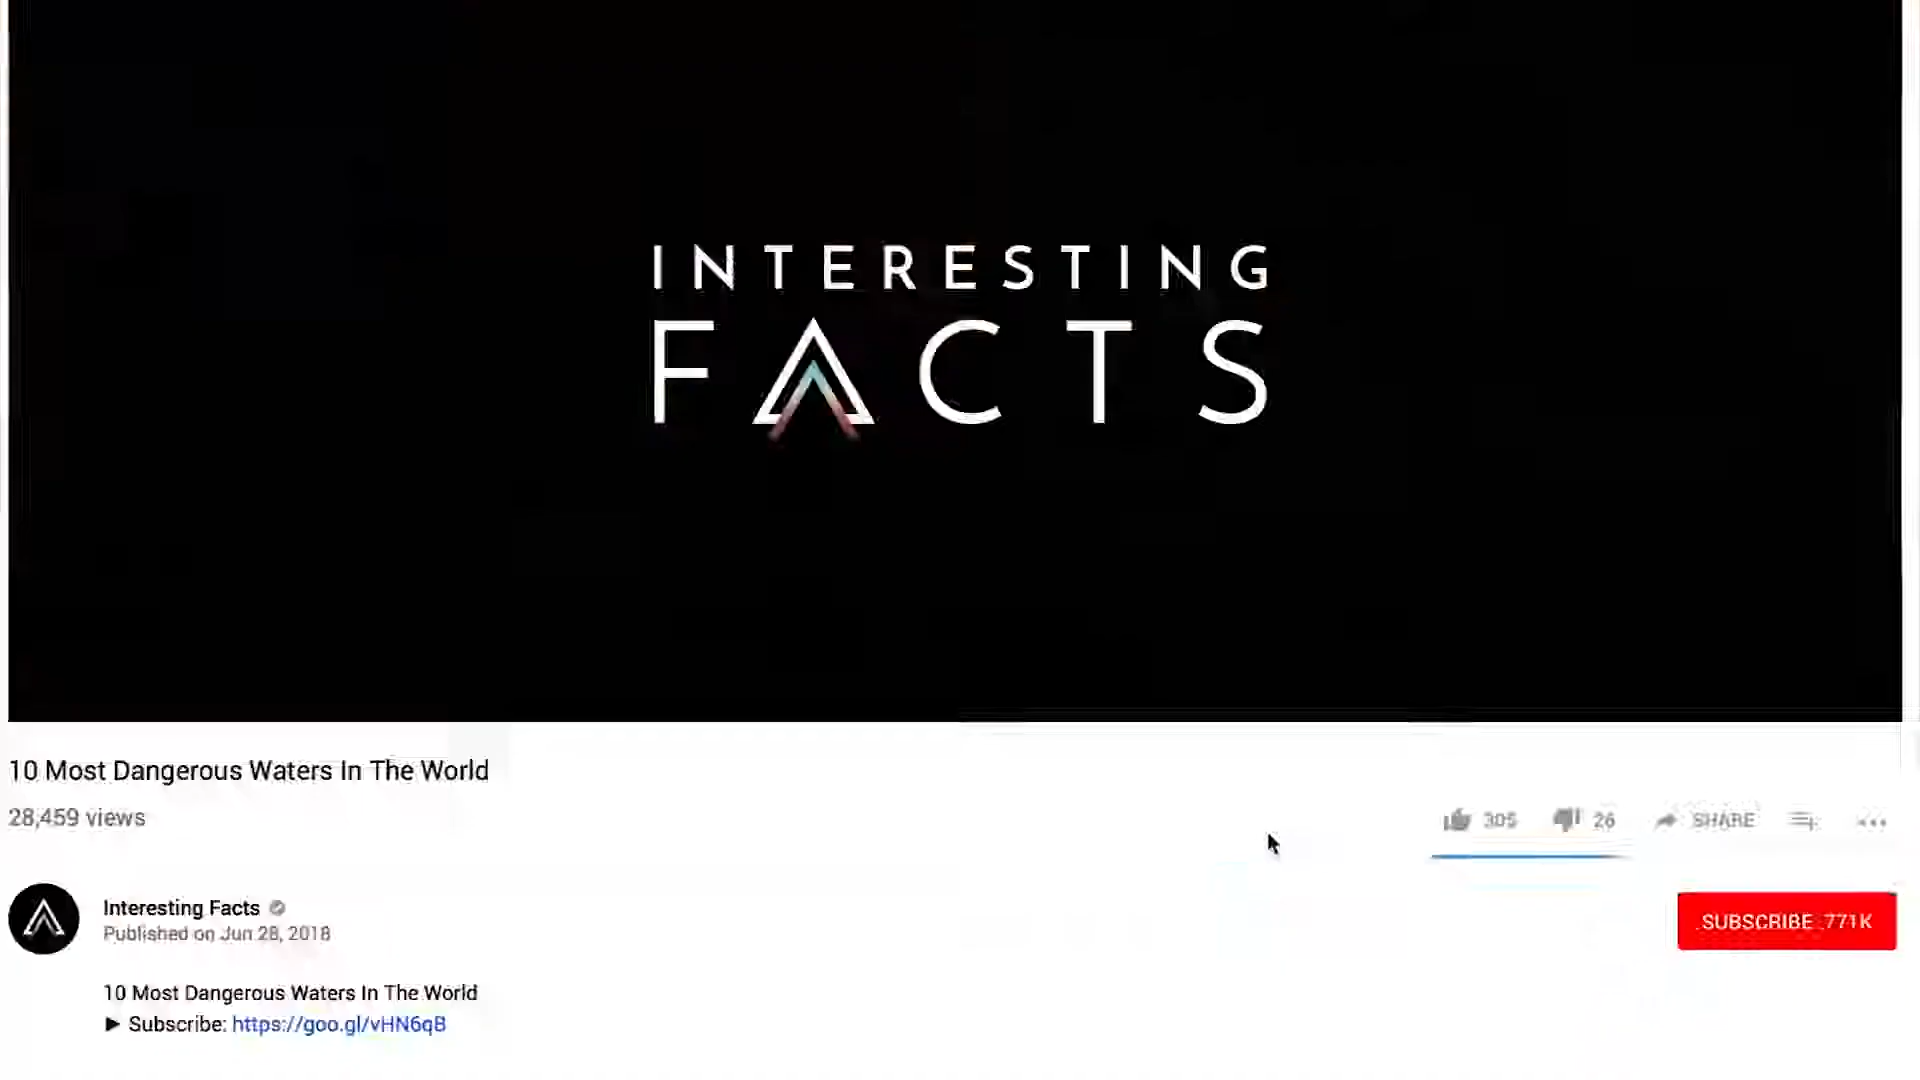 INTERESTING
FACTS
10 Most Dangerous Waters In The World
28,459 views
305 26 SHARE
Interesting Facts
Published on Jun 28, 2018
SUBSCRIBE 771K
10 Most Dangerous Waters In The World
► Subscribe: https://goo.gl/vHN6qB